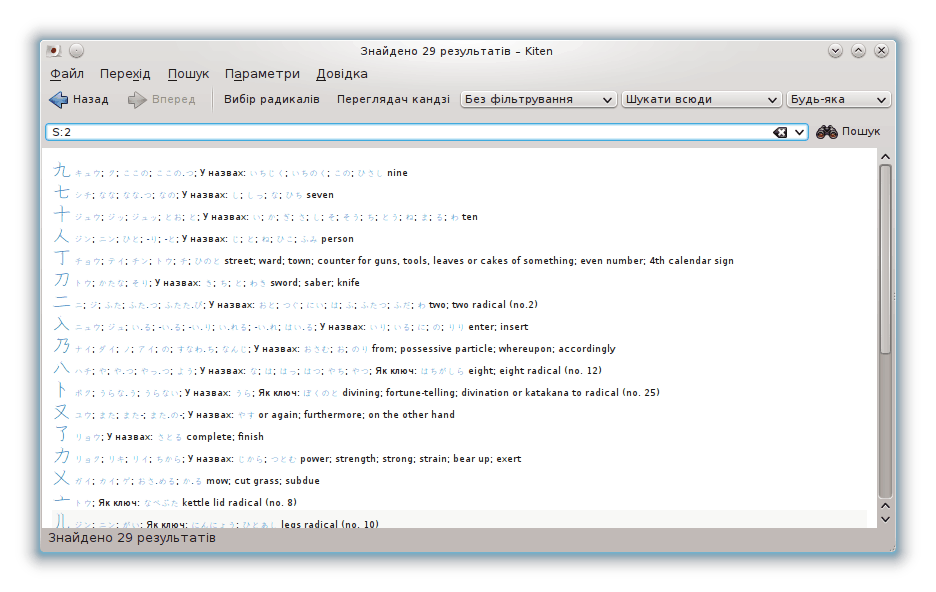 Знайдено 29 результатів – Kiten
Файл Перехід Пошук Параметри Довідка
Назад Вперед Вибір радикалів Переглядач кандзі Без фільтрування Шукати всюди Будь-яка
S:2 Пошук
九 キュウ; ク; ここの; ここの.つ; У назвах: いちじく; いちのく; この; ひさし nine
七 シチ; なな; なな.つ; なの; У назвах: し; しっ; な; ひち seven
十 ジュウ; ジッ; ジュッ; とお; と; У назвах: い; か; ぎ; さ; し; そ; そう; ち; とう; ね; ま; る; わ ten
人 ジン; ニン; ひと; -り; -と; У назвах: じ; と; ね; ひこ; ふみ person
丁 チョウ; テイ; チン; トウ; チ; ひのと street; ward; town; counter for guns, tools, leaves or cakes of something; even number; 4th calendar sign
刀 トウ; かたな; そり; У назвах: き; ち; と; わき sword; saber; knife
二 ニ; ジ; ふた; ふた.つ; ふたた.び; У назвах: おと; つぐ; にい; は; ふ; ふたつ; ふだ; わ two; two radical (no.2)
入 ニュウ; ジュ; い.る; -い.る; -い.り; い.れる; -い.れ; はい.る; У назвах: いり; いる; に; の; りり enter; insert
乃 ナイ; ダイ; ノ; アイ; の; すなわ.ち; なんじ; У назвах: おさむ; お; のり from; possessive particle; whereupon; accordingly
八 ハチ; や; や.つ; やっ.つ; よう; У назвах: な; は; はっ; はつ; やち; やつ; Як ключ: はちがしら eight; eight radical (no. 12)
卜 ボク; うらな.う; うらない; У назвах: うら; Як ключ: ぼくのと divining; fortune-telling; divination or katakana to radical (no. 25)
又 ユウ; また; また-; また.の-; У назвах: やす or again; furthermore; on the other hand
了 リョウ; У назвах: さとる complete; finish
力 リョク; リキ; リイ; ちから; У назвах: じから; つとむ power; strength; strong; strain; bear up; exert
乂 ガイ; カイ; ゲ; おさ.める; か.る mow; cut grass; subdue
亠 トウ; Як ключ: なべぶた kettle lid radical (no. 8)
儿 ジン; ニン; がい; Як ключ: にんにょう; ひとあし legs radical (no. 10)
Знайдено 29 результатів